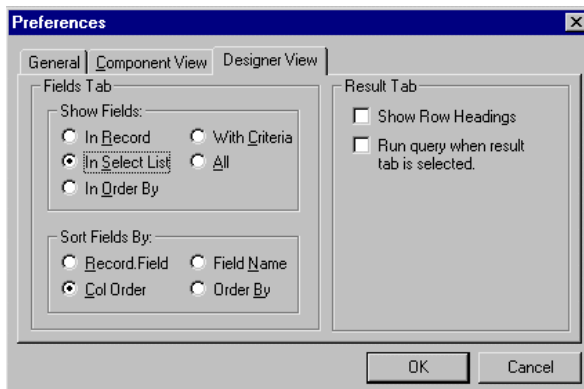 Preferences
General
Component View
Designer View
Fields Tab
Show Fields:
In Record
With Criteria
In Select List
All
In Order By
Sort Fields By:
Record.Field
Field Name
Col Order
Order By
Result Tab
Show Row Headings
Run query when result
tab is selected.
OK
Cancel